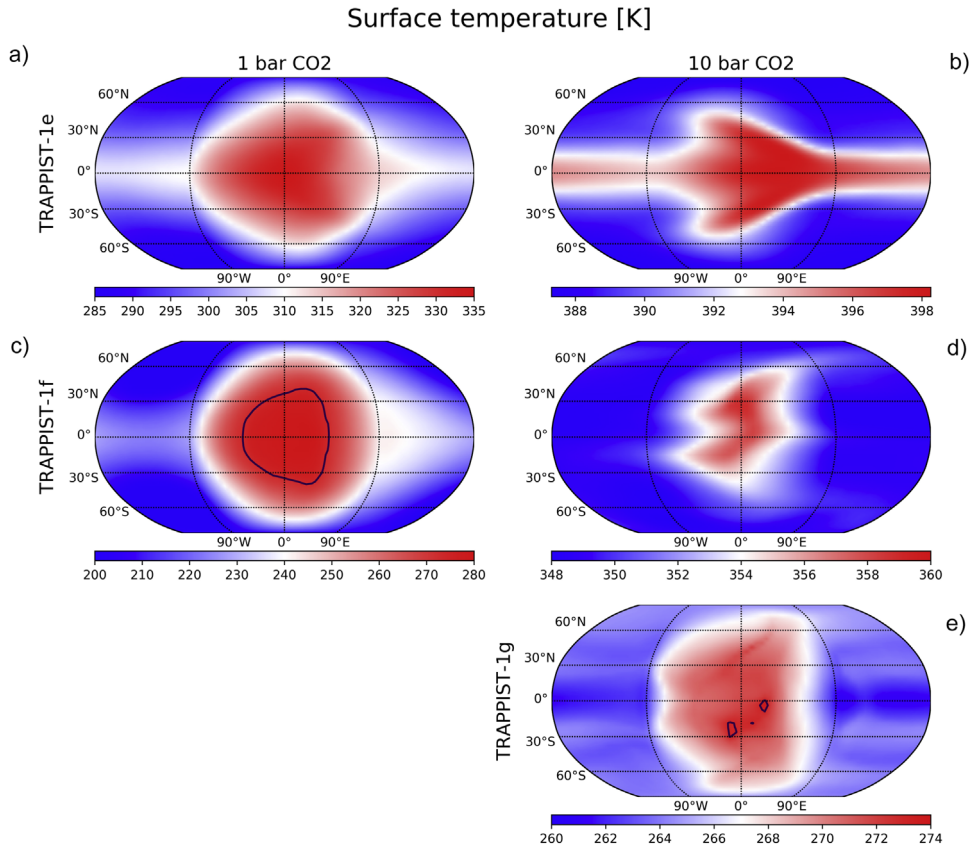 Surface temperature [K]
a)
1 bar CO2
10 bar CO2
b)
TRAPPIST-1e
60°N
30°N
0°
30°S
60°S
90°W 0° 90°E
285 290 295 300 305 310 315 320 325 330 335
60°N
30°N
0°
30°S
60°S
90°W 0° 90°E
388 390 392 394 396 398
c)
d)
TRAPPIST-1f
60°N
30°N
0°
30°S
60°S
90°W 0° 90°E
200 210 220 230 240 250 260 270 280
60°N
30°N
0°
30°S
60°S
90°W 0° 90°E
348 350 352 354 356 358 360
e)
TRAPPIST-1g
60°N
30°N
0°
30°S
60°S
90°W 0° 90°E
260 262 264 266 268 270 272 274